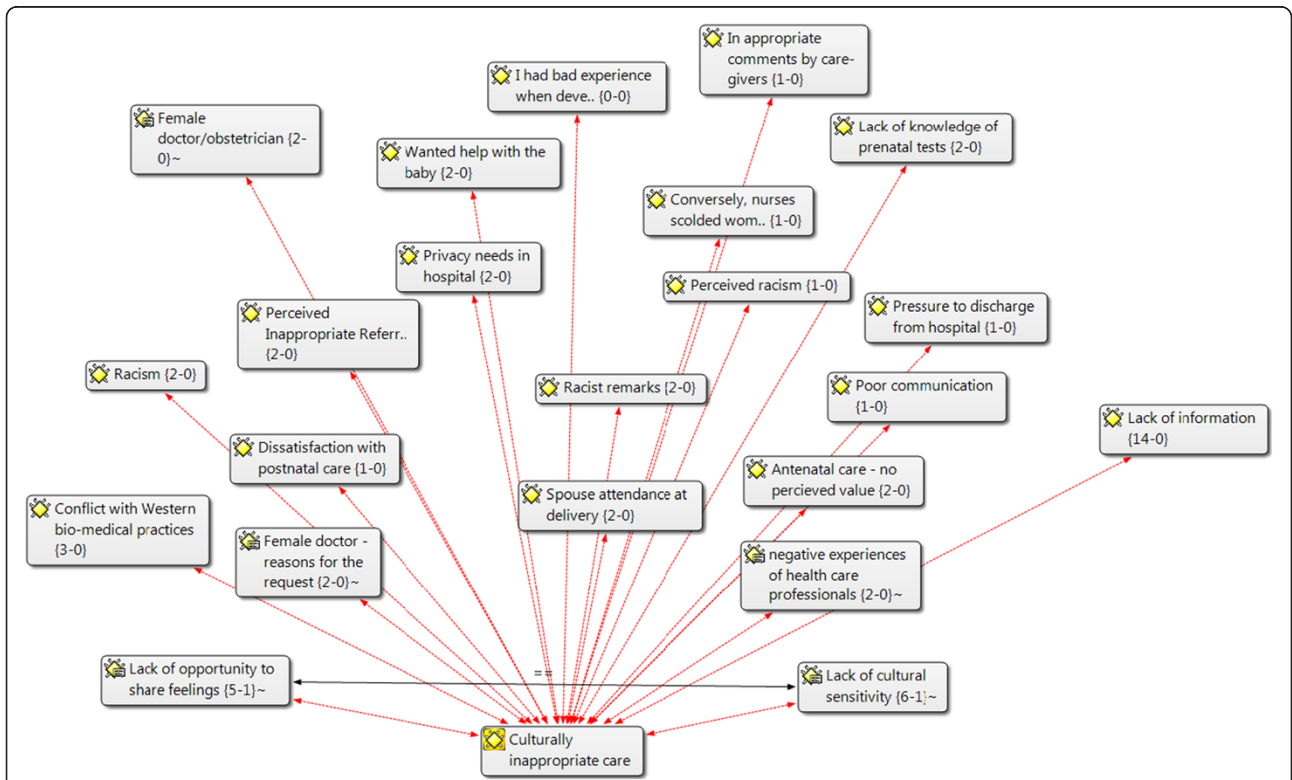 In appropriate
comments by care-
givers {1-0}
I had bad experience
when deve.. {0-0}
Female
doctor/obstetrician {2-
0}~
Lack of knowledge of
prenatal tests {2-0}
Wanted help with the
baby {2-0}
Conversely, nurses
scolded wom.. {1-0}
Privacy needs in
hospital {2-0}
Perceived racism {1-0}
Pressure to discharge
from hospital {1-0}
Perceived
Inappropriate Referr..
{2-0}
Racism {2-0}
Racist remarks {2-0}
Poor communication
{1-0}
Lack of information
{14-0}
Dissatisfaction with
postnatal care {1-0}
Antenatal care - no
percieved value {2-0}
Spouse attendance at
delivery {2-0}
Conflict with Western
bio-medical practices
{3-0}
Female doctor -
reasons for the
request {2-0}~
negative experiences
of health care
professionals {2-0}~
Lack of opportunity to
share feelings {5-1}~
==
Lack of cultural
sensitivity {6-1}~
Culturally
inappropriate care